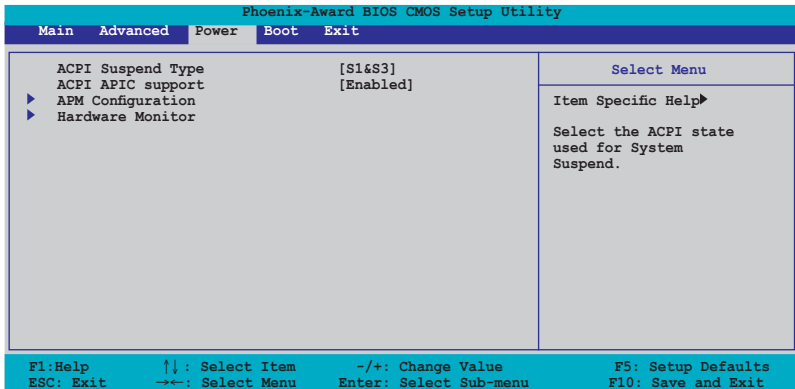 Phoenix-Award BIOS CMOS Setup Utility
Main Advanced Power Boot Exit
ACPI Suspend Type [S1&S3]
ACPI APIC support [Enabled]
APM Configuration
Hardware Monitor
Select Menu
Item Specific Help
Select the ACPI state
used for System
Suspend.
F1:Help ↑↓: Select Item -/+: Change Value F5: Setup Defaults
ESC: Exit →←: Select Menu Enter: Select Sub-menu F10: Save and Exit